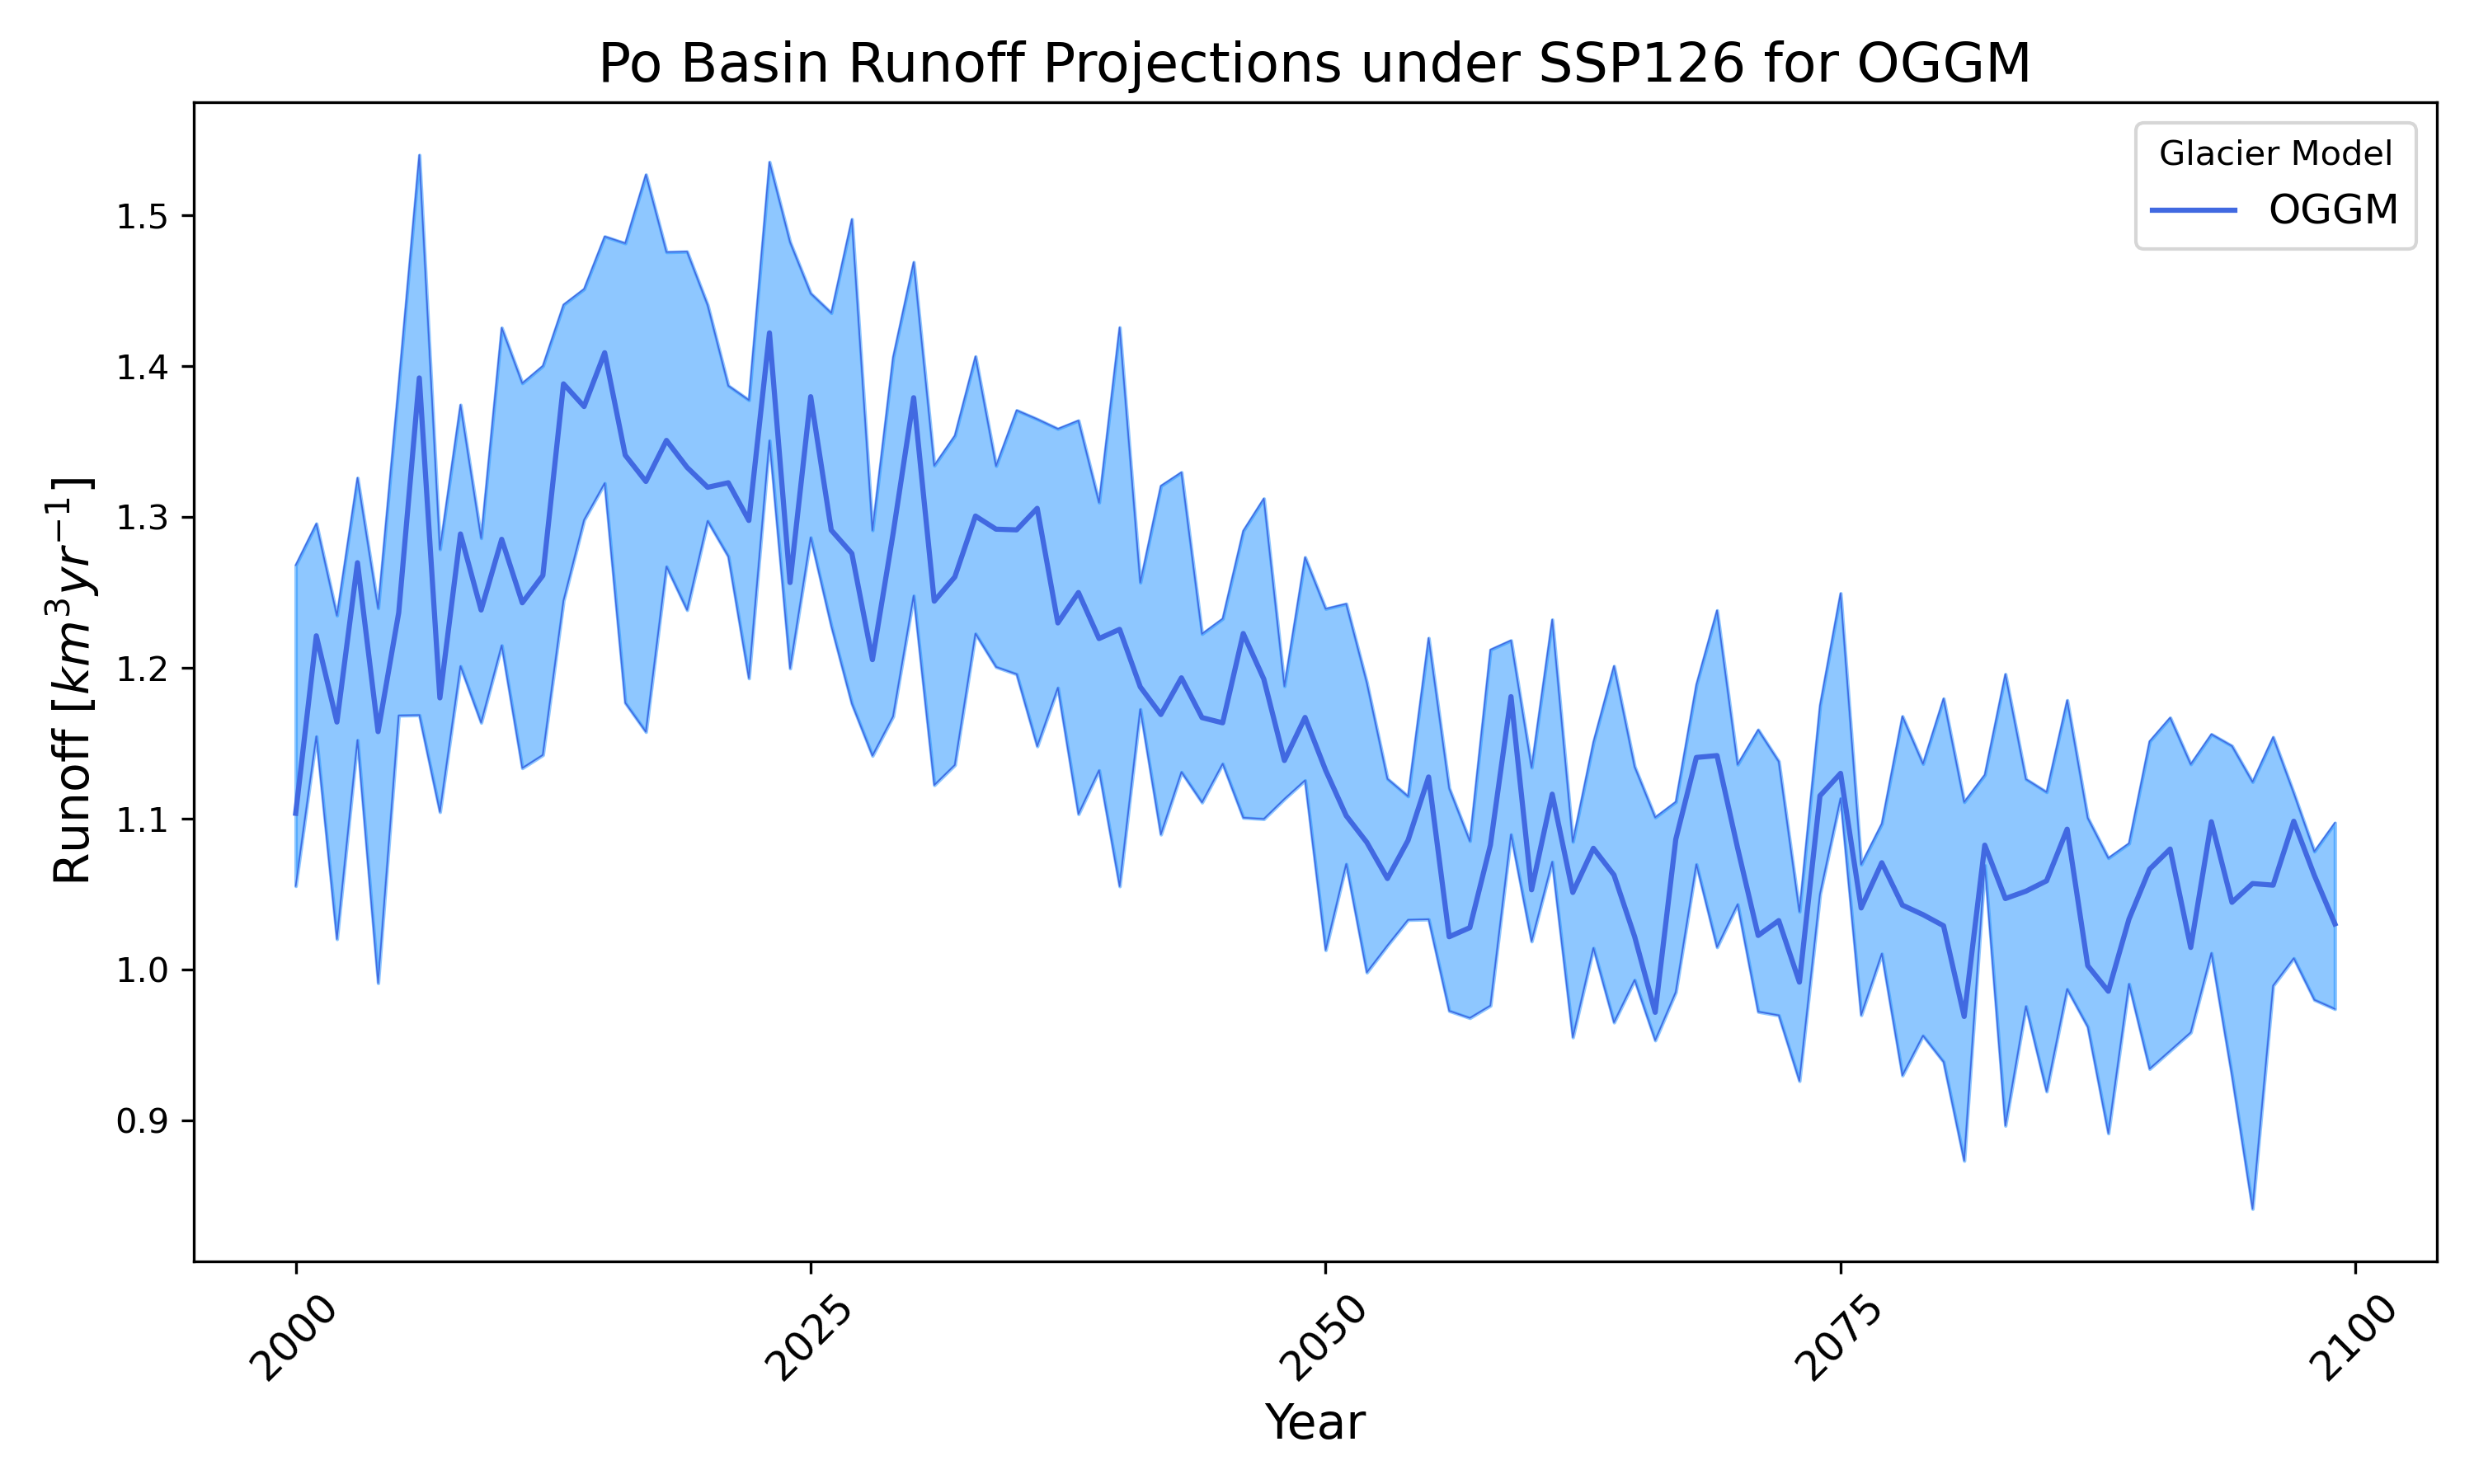 Po Basin Runoff Projections under SSP126 for OGGM
Glacier Model
OGGM
Runoff [km³yr⁻¹]
1.5
1.4
1.3
1.2
1.1
1.0
0.9
2000
2025
2050
2075
2100
Year